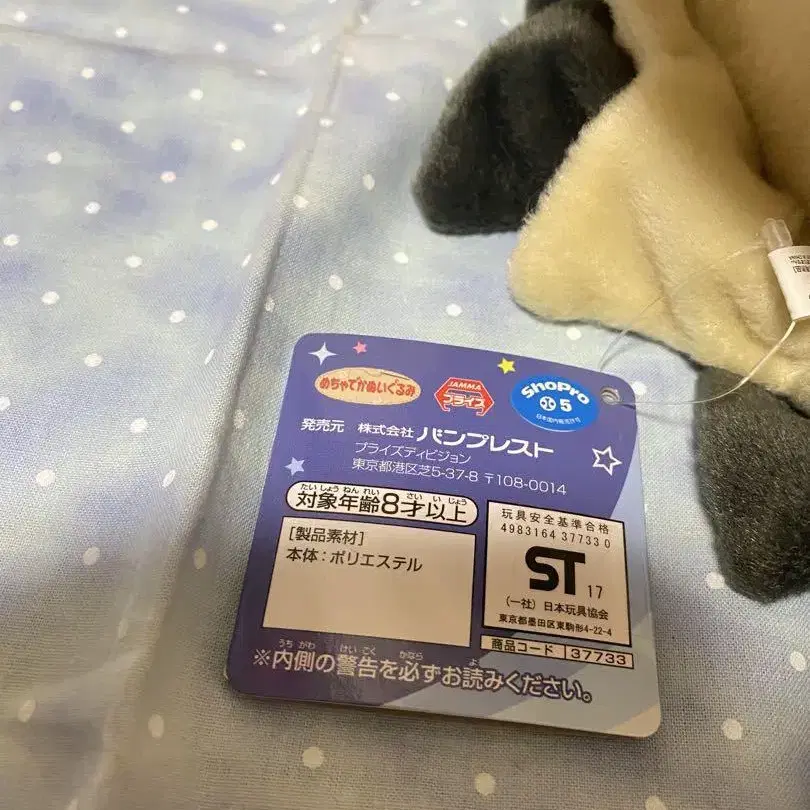 めちゃでかぬいぐるみ
JAMMA
プライズ
ShoPro
5
日本国内販売許可
発売元 株式会社 バンプレスト
プライズディビジョン
東京都港区芝5-37-8 〒108-0014
たいしょうねんれい さいいじょう
対象年齢8才以上
[製品素材]
本体:ポリエステル
玩具安全基準合格
4983164 37733 0
ST 17
(一社)日本玩具協会
東京都墨田区東駒形4-22-4
商品コード 37733
うちがわ けいこく かなら よ
※内側の警告を必ずお読みください。